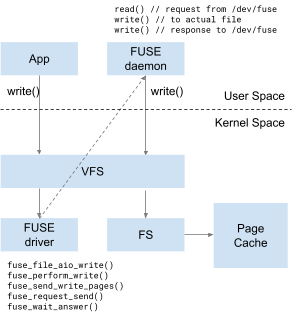 read() // request from /dev/fuse
write() // to actual file
write() // response to /dev/fuse
App
FUSE
daemon
write()
write()
User Space
Kernel Space
VFS
FUSE
driver
FS
Page
Cache
fuse_file_aio_write()
fuse_perform_write()
fuse_send_write_pages()
fuse_request_send()
fuse_wait_answer()